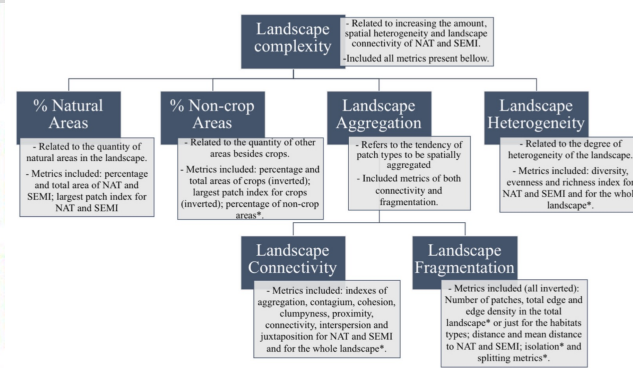 Landscape
complexity
- Related to increasing the amount,
spatial heterogeneity and landscape
connectivity of NAT and SEMI.
-Included all metrics present bellow.
% Natural
Areas
- Related to the quantity of
natural areas in the landscape.
- Metrics included: percentage
and total area of NAT and
SEMI; largest patch index for
NAT and SEMI
% Non-crop
Areas
- Related to the quantity of other
areas besides crops.
- Metrics included: percentage and
total areas of crops (inverted);
largest patch index for crops
(inverted); percentage of non-crop
areas*.
Landscape
Aggregation
- Refers to the tendency of
patch types to be spatially
aggregated
- Included metrics of both
connectivity and
fragmentation.
Landscape
Heterogeneity
- Related to the degree of
heterogeneity of the landscape.
- Metrics included: diversity,
evenness and richness index for
NAT and SEMI and for the whole
landscape*.
Landscape
Connectivity
- Metrics included: indexes of
aggregation, contagium, cohesion,
clumpyness, proximity,
connectivity, interspersion and
juxtaposition for NAT and SEMI
and for the whole landscape*.
Landscape
Fragmentation
- Metrics included (all inverted):
Number of patches, total edge and
edge density in the total
landscape* or just for the habitats
types; distance and mean distance
to NAT and SEMI; isolation* and
splitting metrics*.